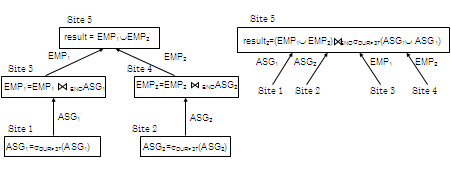 Site 5
result = EMP₁∪EMP₂
EMP₁ EMP₂
Site 3 Site 4
EMP₁=EMP₁ ⋈ ENO ASG₁ EMP₂=EMP₂ ⋈ ENO ASG₂
ASG₁ ASG₂
Site 1 Site 2
ASG₁=σDUR>37(ASG₁) ASG₂=σDUR>37(ASG₂)
Site 5
result₂=(EMP₁∪ EMP₂)⋈ENOσDUR>37(ASG₁∪ ASG₁)
ASG₁ ASG₂ EMP₁ EMP₂
Site 1 Site 2 Site 3 Site 4